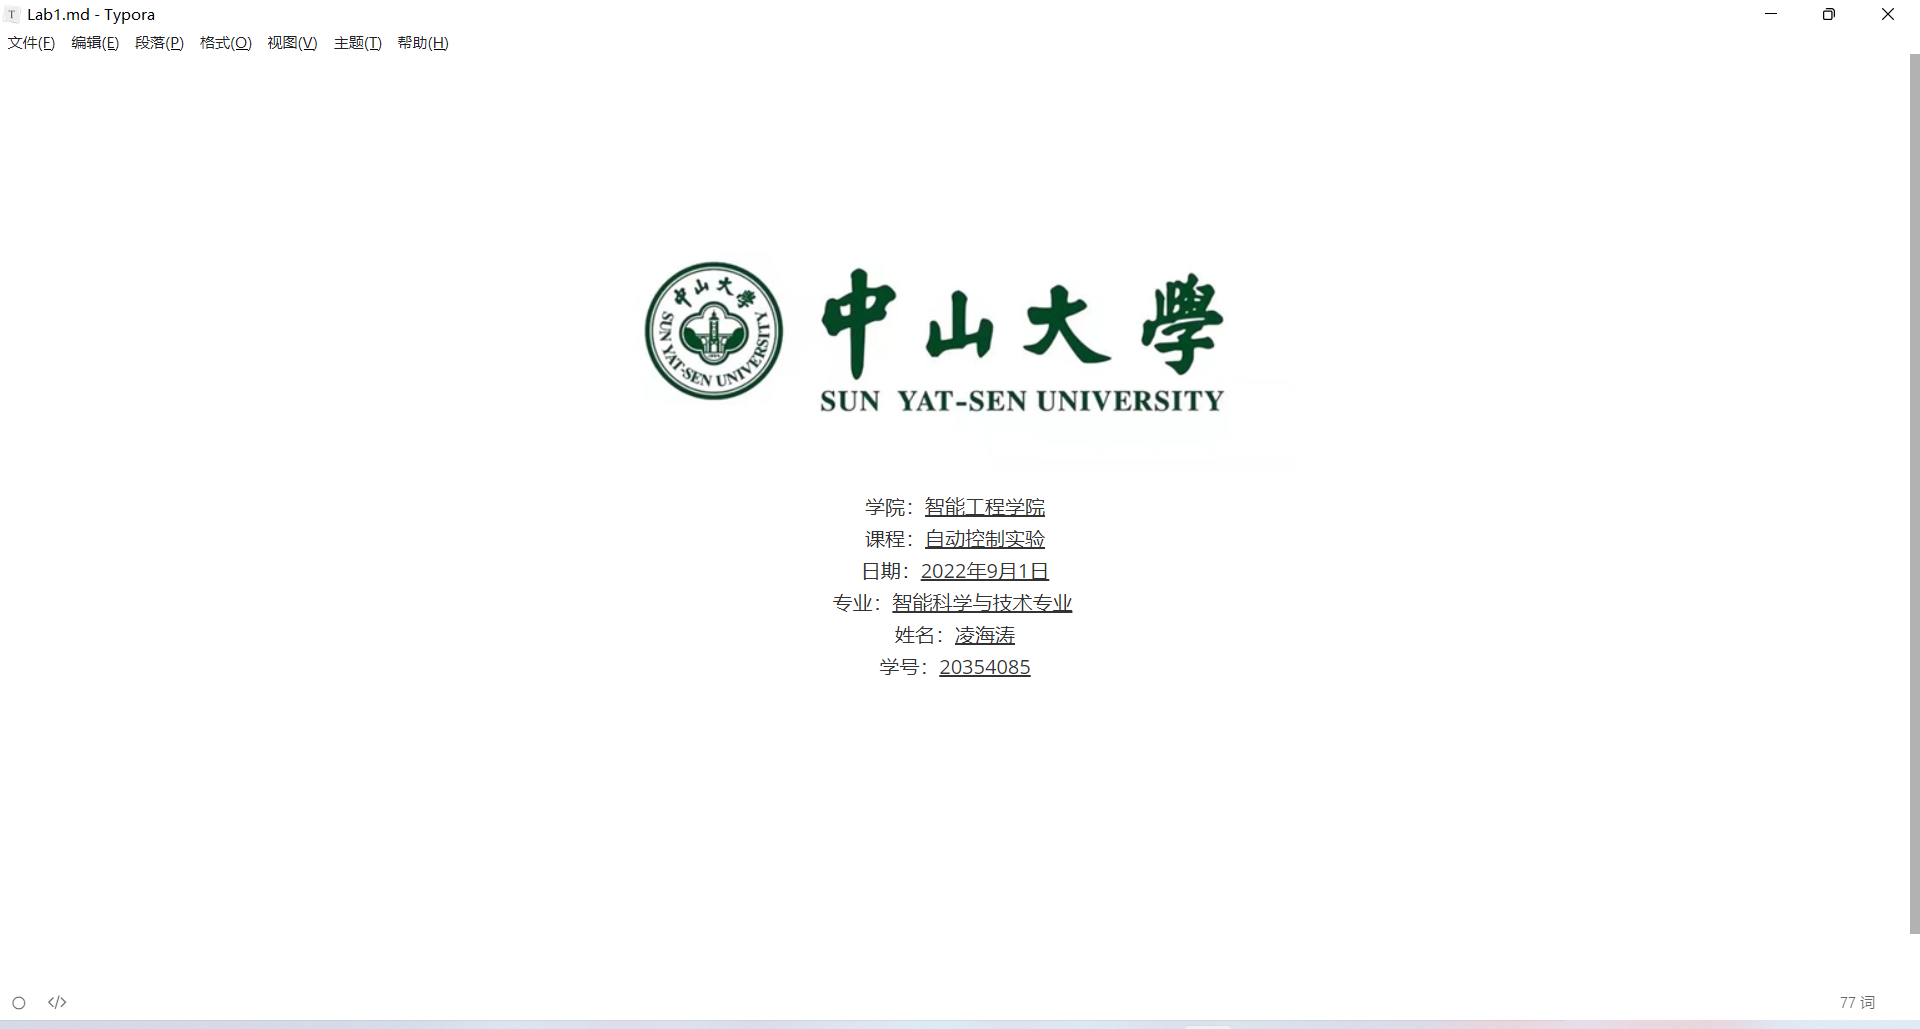 Lab1.md - Typora
文件(F) 编辑(E) 段落(P) 格式(O) 视图(V) 主题(T) 帮助(H)
中山大學
SUN YAT-SEN UNIVERSITY
中山大學
SUN YAT-SEN UNIVERSITY
学院：智能工程学院
课程：自动控制实验
日期：2022年9月1日
专业：智能科学与技术专业
姓名：凌海涛
学号：20354085
77 词